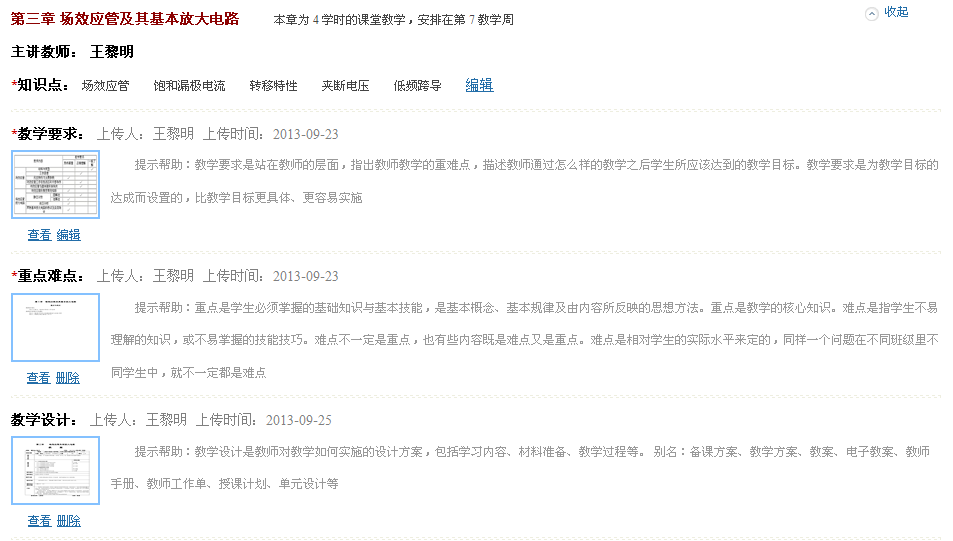 第三章 场效应管及其基本放大电路 本章为 4 学时的课堂教学，安排在第 7 教学周 收起
主讲教师： 王黎明
*知识点： 场效应管 饱和漏极电流 转移特性 夹断电压 低频跨导 编辑
*教学要求： 上传人：王黎明 上传时间：2013-09-23
提示帮助：教学要求是站在教师的层面，指出教师教学的重难点，描述教师通过怎么样的教学之后学生所应该达到的教学目标。教学要求是为教学目标的
达成而设置的，比教学目标更具体、更容易实施
查看 编辑
*重点难点： 上传人：王黎明 上传时间：2013-09-23
提示帮助：重点是学生必须掌握的基础知识与基本技能，是基本概念、基本规律及由内容所反映的思想方法。重点是教学的核心知识。难点是指学生不易
理解的知识，或不易掌握的技能技巧。难点不一定是重点，也有些内容既是难点又是重点。难点是相对学生的实际水平来定的，同样一个问题在不同班级里不
同学生中，就不一定都是难点
查看 删除
教学设计： 上传人：王黎明 上传时间：2013-09-25
提示帮助：教学设计是教师对教学如何实施的设计方案，包括学习内容、材料准备、教学过程等。 别名：备课方案、教学方案、教案、电子教案、教师
手册、教师工作单、授课计划、单元设计等
查看 删除